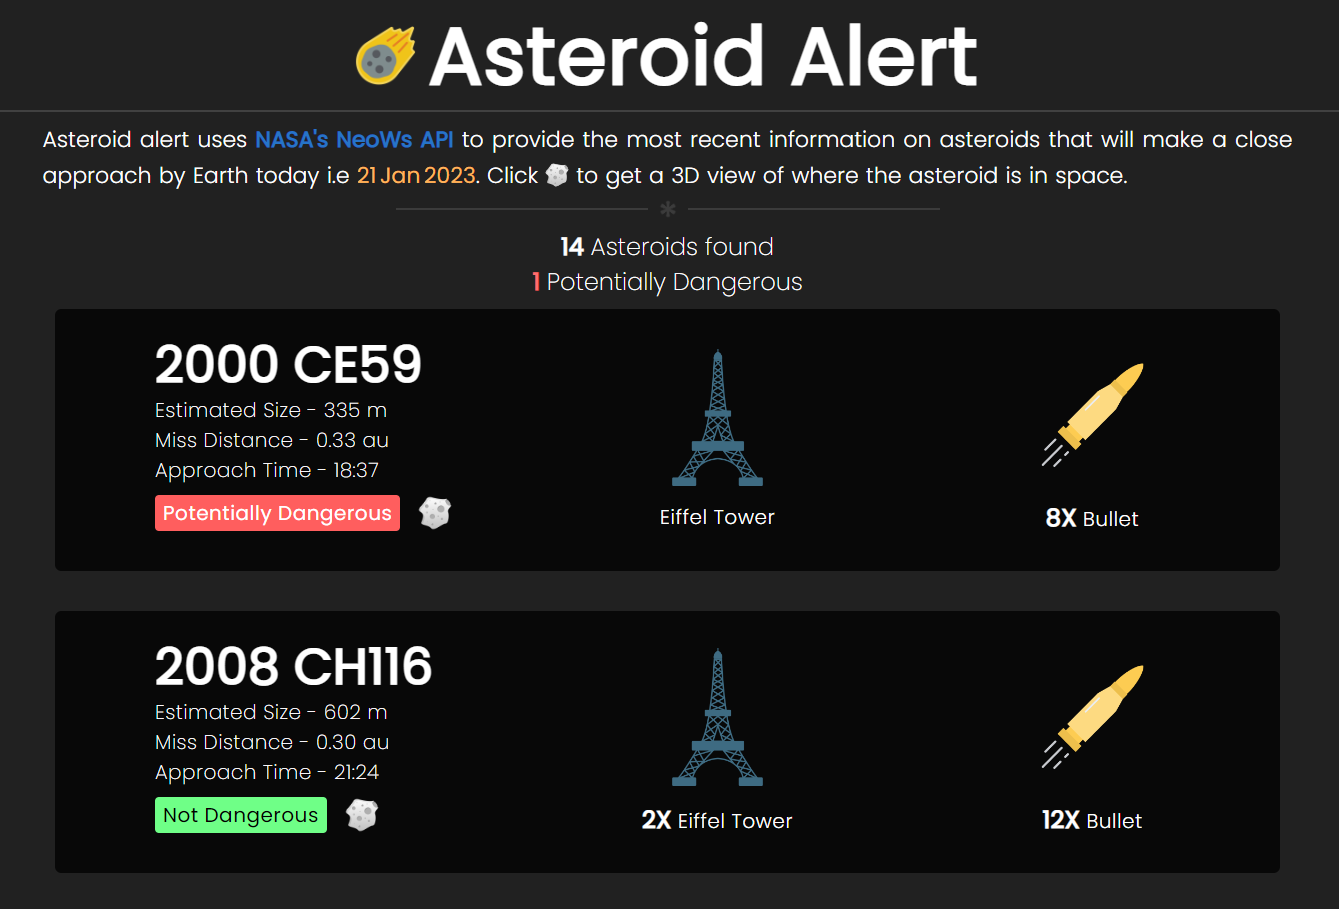 Asteroid Alert
Asteroid alert uses NASA's NeoWs API to provide the most recent information on asteroids that will make a close
approach by Earth today i.e 21 Jan 2023. Click to get a 3D view of where the asteroid is in space.
14 Asteroids found
1 Potentially Dangerous
2000 CE59
Estimated Size - 335 m
Miss Distance - 0.33 au
Approach Time - 18:37
Potentially Dangerous
Eiffel Tower
8X Bullet
2008 CH116
Estimated Size - 602 m
Miss Distance - 0.30 au
Approach Time - 21:24
Not Dangerous
2X Eiffel Tower
12X Bullet